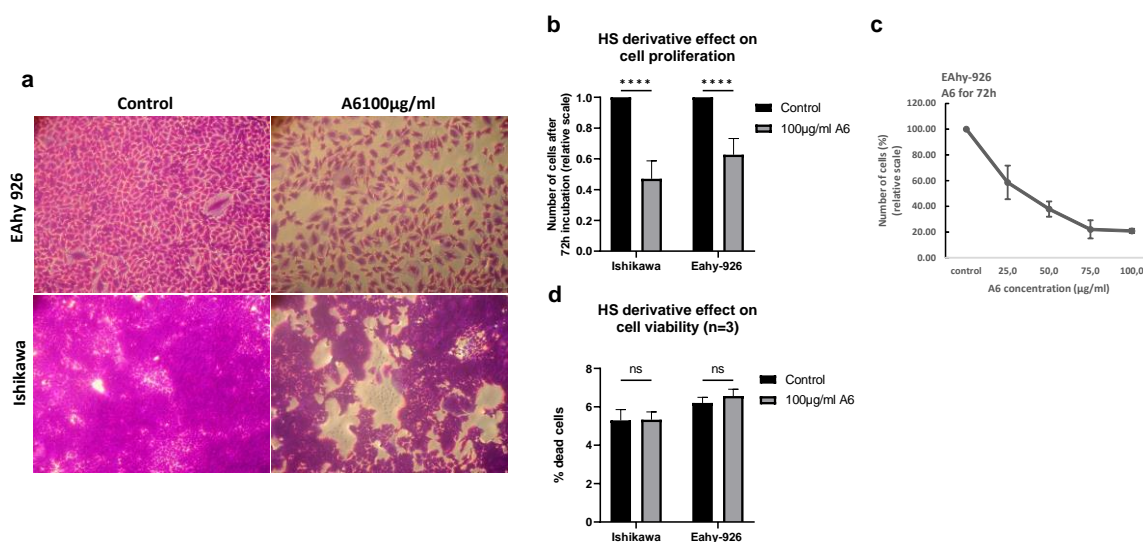 a
Control
A6100µg/ml
EAhy 926
Ishikawa
b
HS derivative effect on
cell proliferation
Number of cells after
72h incubation (relative scale)
1.0
0.8
0.6
0.4
0.2
0.0
****
****
Ishikawa
Eahy-926
Control
100µg/ml A6
c
EAhy-926
A6 for 72h
Number of cells (%)
(relative scale)
120.00
100.00
80.00
60.00
40.00
20.00
0.00
control
25,0
50,0
75,0
100,0
A6 concentration (µg/ml)
d
HS derivative effect on
cell viability (n=3)
% dead cells
8
6
4
2
0
ns
ns
Ishikawa
Eahy-926
Control
100µg/ml A6